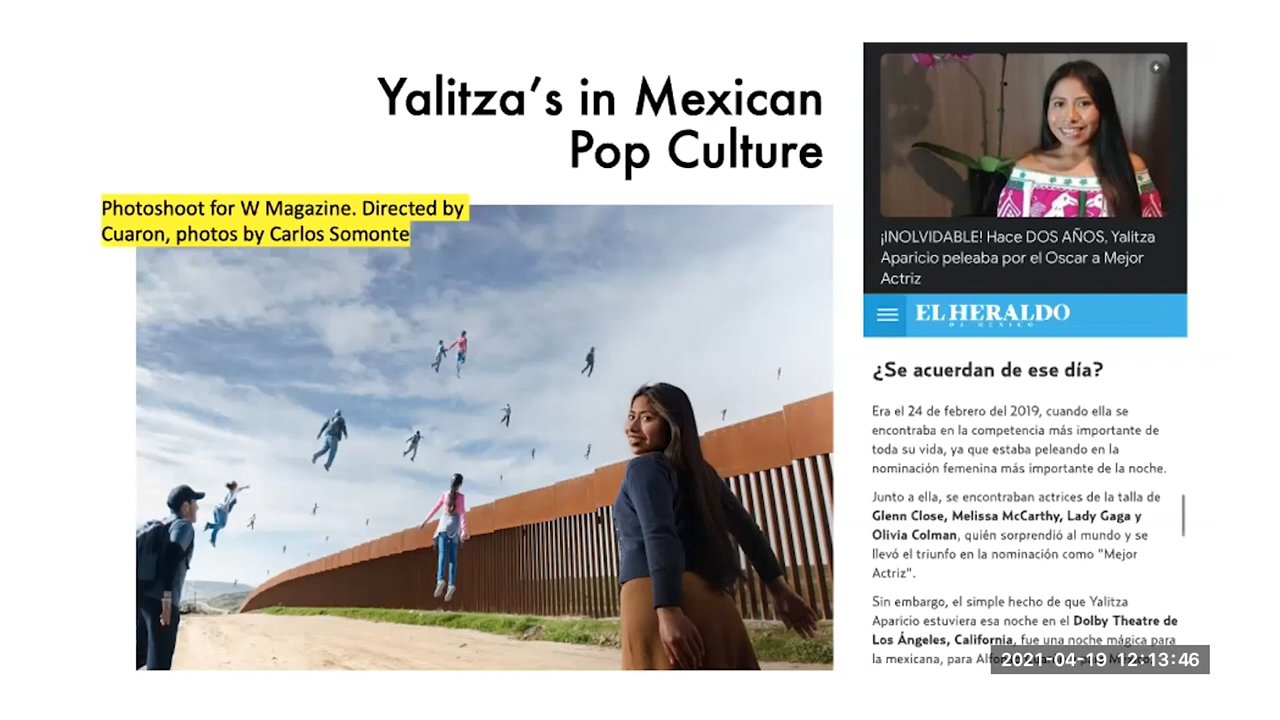 Yalitza's in Mexican
Pop Culture
Photoshoot for W Magazine. Directed by
Cuaron, photos by Carlos Somonte
¡INOLVIDABLE! Hace DOS AÑOS, Yalitza
Aparicio peleaba por el Oscar a Mejor
Actriz
EL HERALDO
DE MÉXICO
¿Se acuerdan de ese día?
Era el 24 de febrero del 2019, cuando ella se
encontraba en la competencia más importante de
toda su vida, ya que estaba peleando en la
nominación femenina más importante de la noche.
Junto a ella, se encontraban actrices de la talla de
Glenn Close, Melissa McCarthy, Lady Gaga y
Olivia Colman, quién sorprendió al mundo y se
llevó el triunfo en la nominación como "Mejor
Actriz".
Sin embargo, el simple hecho de que Yalitza
Aparicio estuviera esa noche en el Dolby Theatre de
Los Ángeles, California, fue una noche mágica para
la mexicana, para
2021-04-19 12:13:46